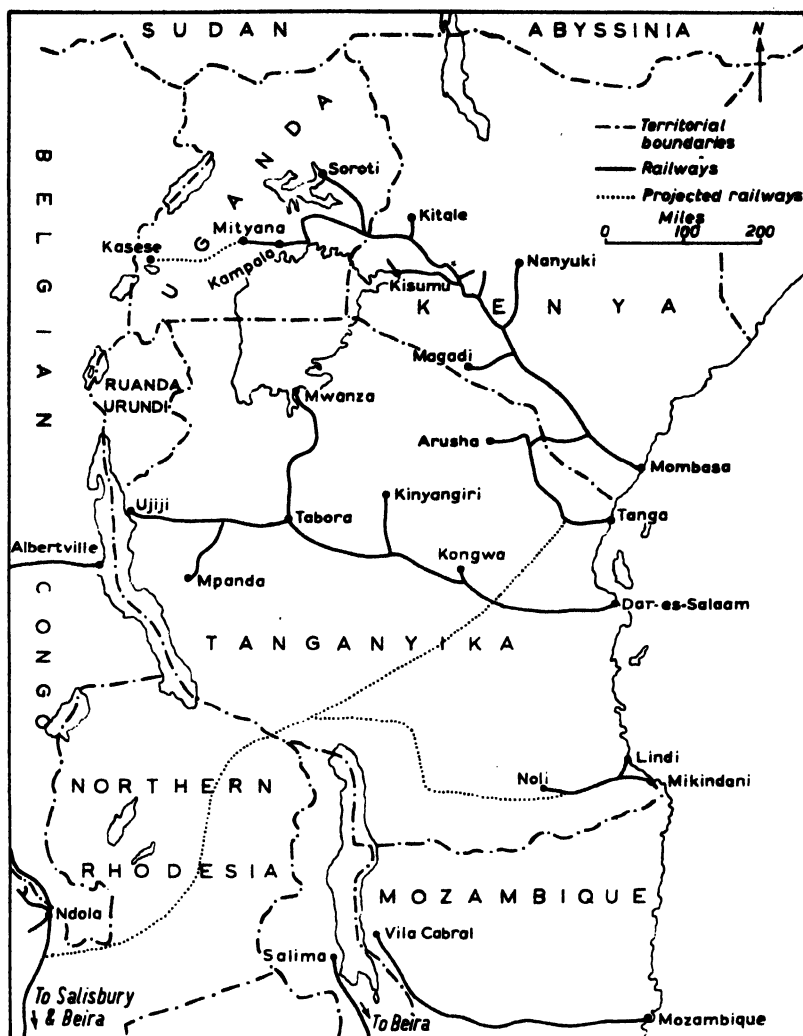 SUDAN
ABYSSINIA
N
Territorial
boundaries
Railways
Projected railways
Miles
0 100 200
UGANDA
BELGIAN CONGO
Soroti
Kitale
Mityana
Kasese
Kampala
Kisumu
Nanyuki
KENYA
Magadi
RUANDA
URUNDI
Mwanza
Arusha
Mombasa
Ujiji
Tabora
Kinyangiri
Tanga
Albertville
Mpanda
Kongwa
Dar-es-Salaam
TANGANYIKA
Lindi
Noli
Mikindani
NORTHERN
RHODESIA
MOZAMBIQUE
Ndola
Vila Cabral
Salima
To Salisbury
& Beira
To Beira
Mozambique